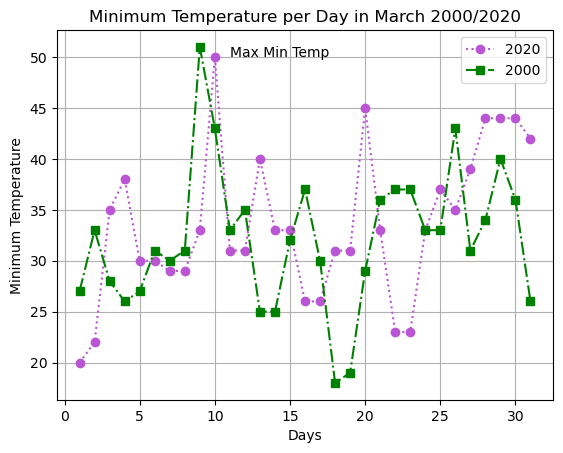 Minimum Temperature per Day in March 2000/2020
Max Min Temp
2020
2000
Minimum Temperature
50
45
40
35
30
25
20
0 5 10 15 20 25 30
Days